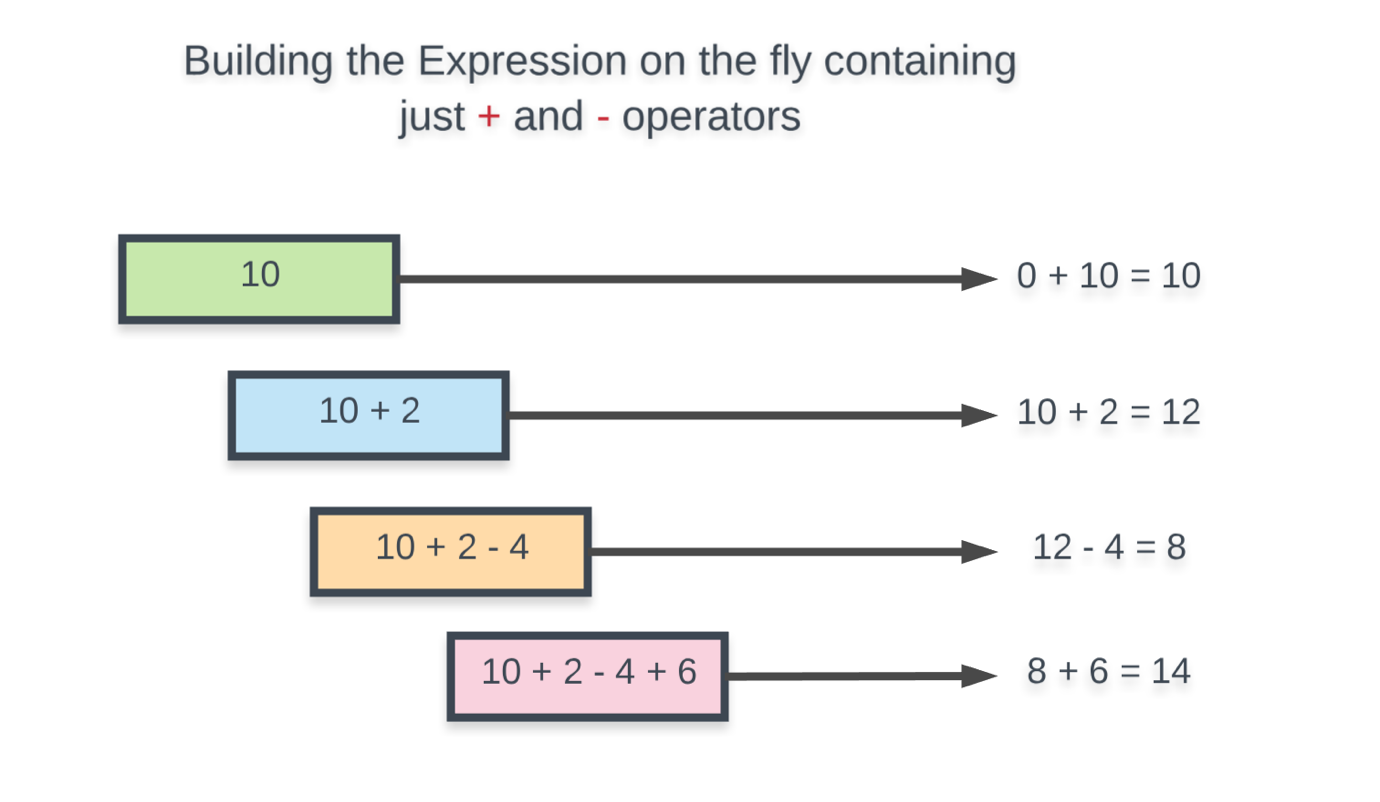 Building the Expression on the fly containing
just + and - operators
10
0 + 10 = 10
10 + 2
10 + 2 = 12
10 + 2 - 4
12 - 4 = 8
10 + 2 - 4 + 6
8 + 6 = 14